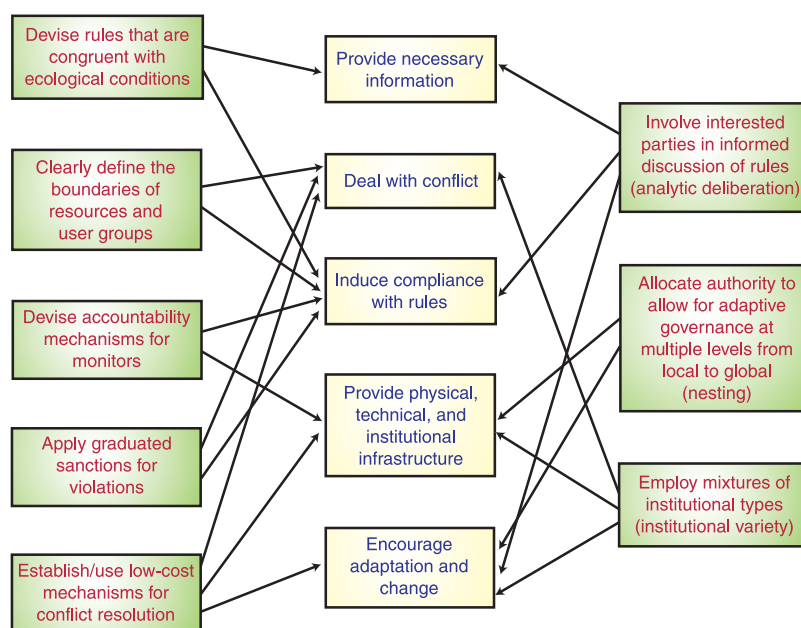 Devise rules that are
congruent with
ecological conditions
Clearly define the
boundaries of
resources and
user groups
Devise accountability
mechanisms for
monitors
Apply graduated
sanctions for
violations
Establish/use low-cost
mechanisms for
conflict resolution
Provide necessary
information
Deal with conflict
Induce compliance
with rules
Provide physical,
technical, and
institutional
infrastructure
Encourage
adaptation and
change
Involve interested
parties in informed
discussion of rules
(analytic deliberation)
Allocate authority to
allow for adaptive
governance at
multiple levels from
local to global
(nesting)
Employ mixtures of
institutional types
(institutional variety)